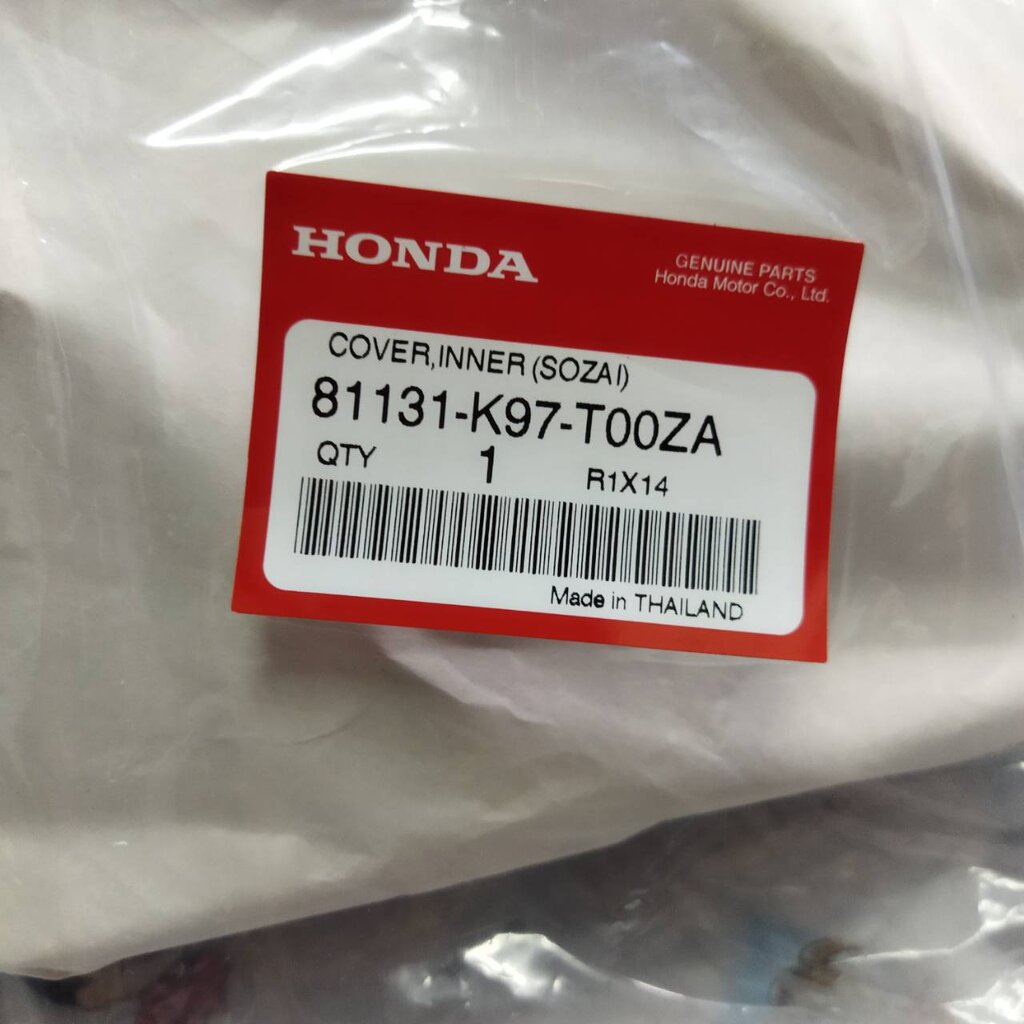 HONDA
GENUINE PARTS
Honda Motor Co., Ltd.
COVER,INNER (SOZAI)
81131-K97-T00ZA
QTY 1 R1X14
Made in THAILAND